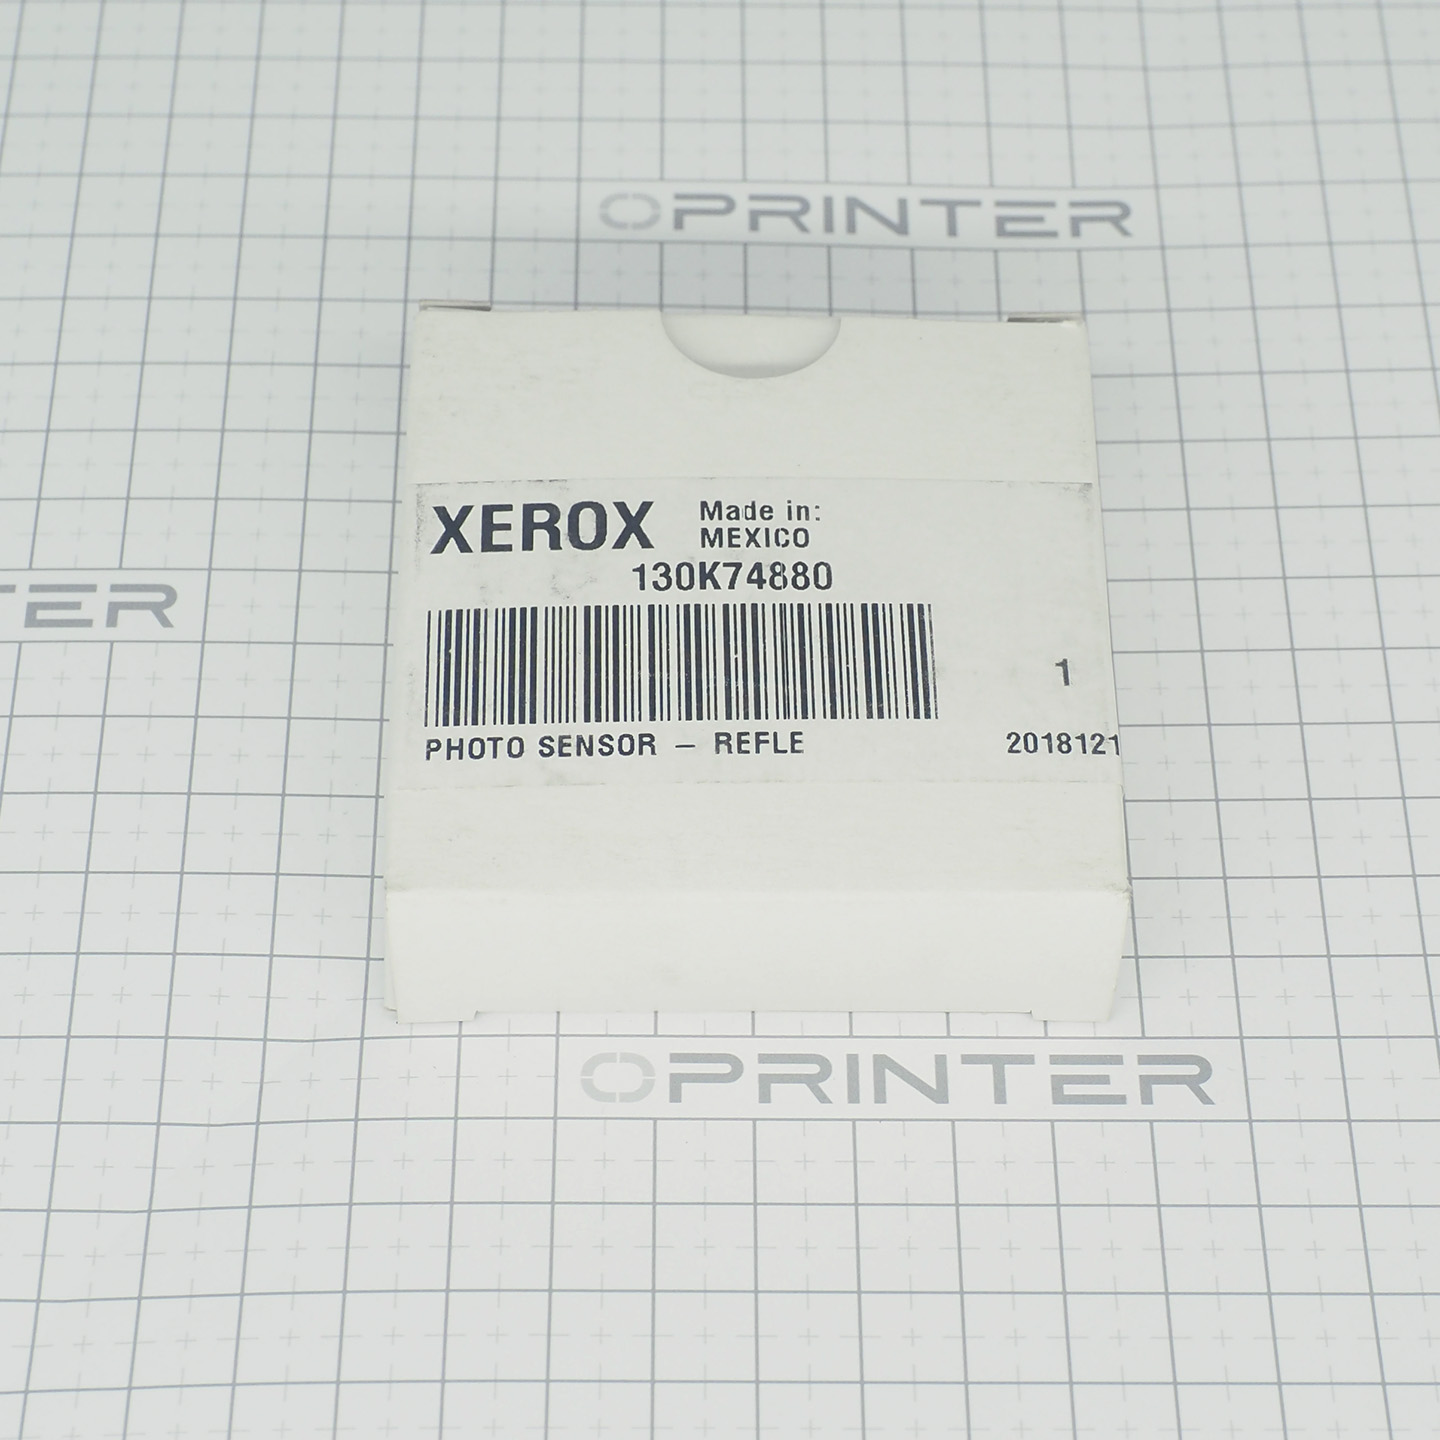 OPRINTER
XEROX Made in:
MEXICO
130K74880
1
PHOTO SENSOR – REFLE 2018121
TER
OPRINTER